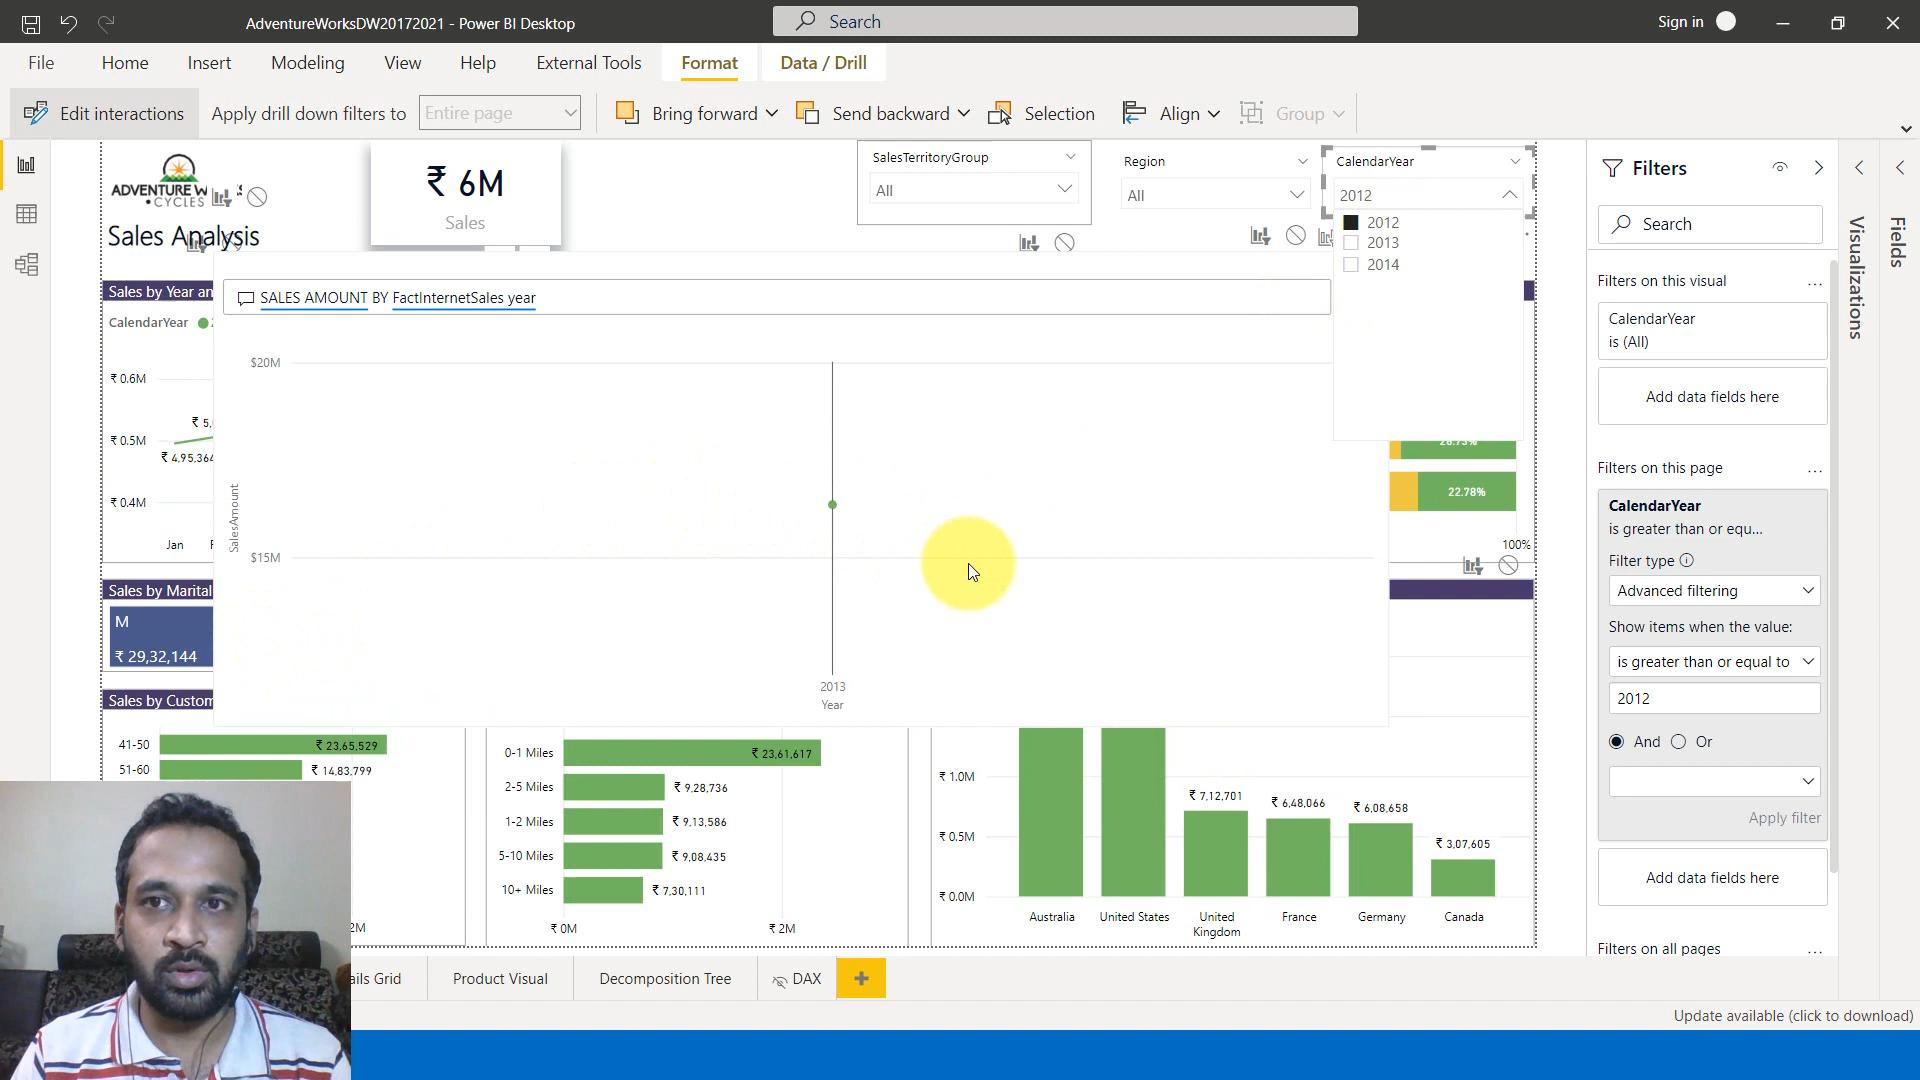 AdventureWorksDW20172021 - Power BI Desktop
Search
Sign in
File
Home
Insert
Modeling
View
Help
External Tools
Format
Data / Drill
Edit interactions
Apply drill down filters to
Entire page
Bring forward
Send backward
Selection
Align
Group
ADVENTURE W
CYCLES
Sales Analysis
₹ 6M
Sales
SalesTerritoryGroup
All
Region
All
CalendarYear
2012
2012
2013
2014
Sales by Year an
CalendarYear
SALES AMOUNT BY FactInternetSales year
₹ 0.6M
₹ 0.5M
₹ 0.4M
₹ 5,
₹ 4,95,364
Jan
SalesAmount
$20M
$15M
2013
Year
22.78%
100%
Sales by Marital
M
₹ 29,32,144
Sales by Custom
41-50
₹ 23,65,529
51-60
₹ 14,83,799
2M
0-1 Miles
₹ 23,61,617
2-5 Miles
₹ 9,28,736
1-2 Miles
₹ 9,13,586
5-10 Miles
₹ 9,08,435
10+ Miles
₹ 7,30,111
₹ 0M
₹ 2M
₹ 1.0M
₹ 0.5M
₹ 0.0M
₹ 7,12,701
₹ 6,48,066
₹ 6,08,658
₹ 3,07,605
Australia
United States
United
Kingdom
France
Germany
Canada
Filters
Search
Filters on this visual
...
CalendarYear
is (All)
Add data fields here
Filters on this page
...
CalendarYear
is greater than or equ...
Filter type
Advanced filtering
Show items when the value:
is greater than or equal to
2012
And
Or
Apply filter
Add data fields here
Filters on all pages
...
Visualizations
Fields
ails Grid
Product Visual
Decomposition Tree
DAX
+
Update available (click to download)